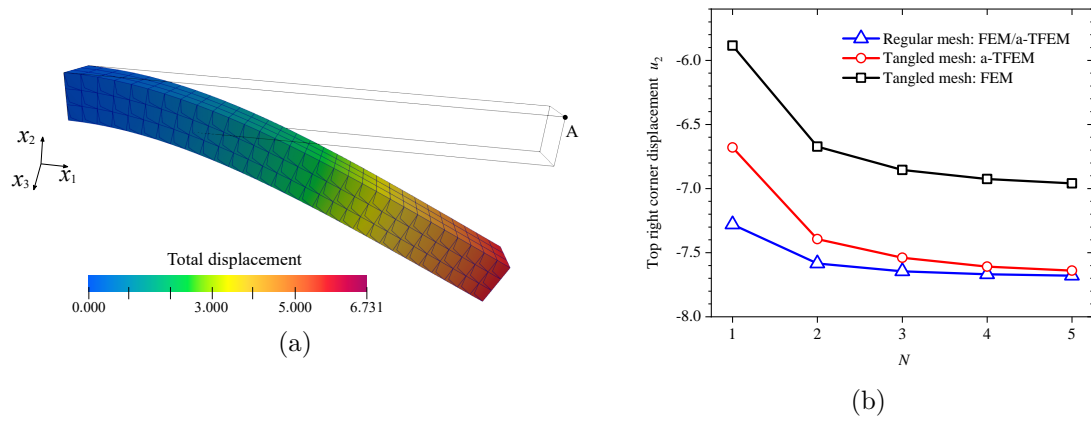 A
x2
x1
x3
Total displacement
0.000 3.000 5.000 6.731
(a)
Top right corner displacement u2
-6.0
-6.5
-7.0
-7.5
-8.0
Regular mesh: FEM/a-TFEM
Tangled mesh: a-TFEM
Tangled mesh: FEM
1 2 3 4 5
N
(b)